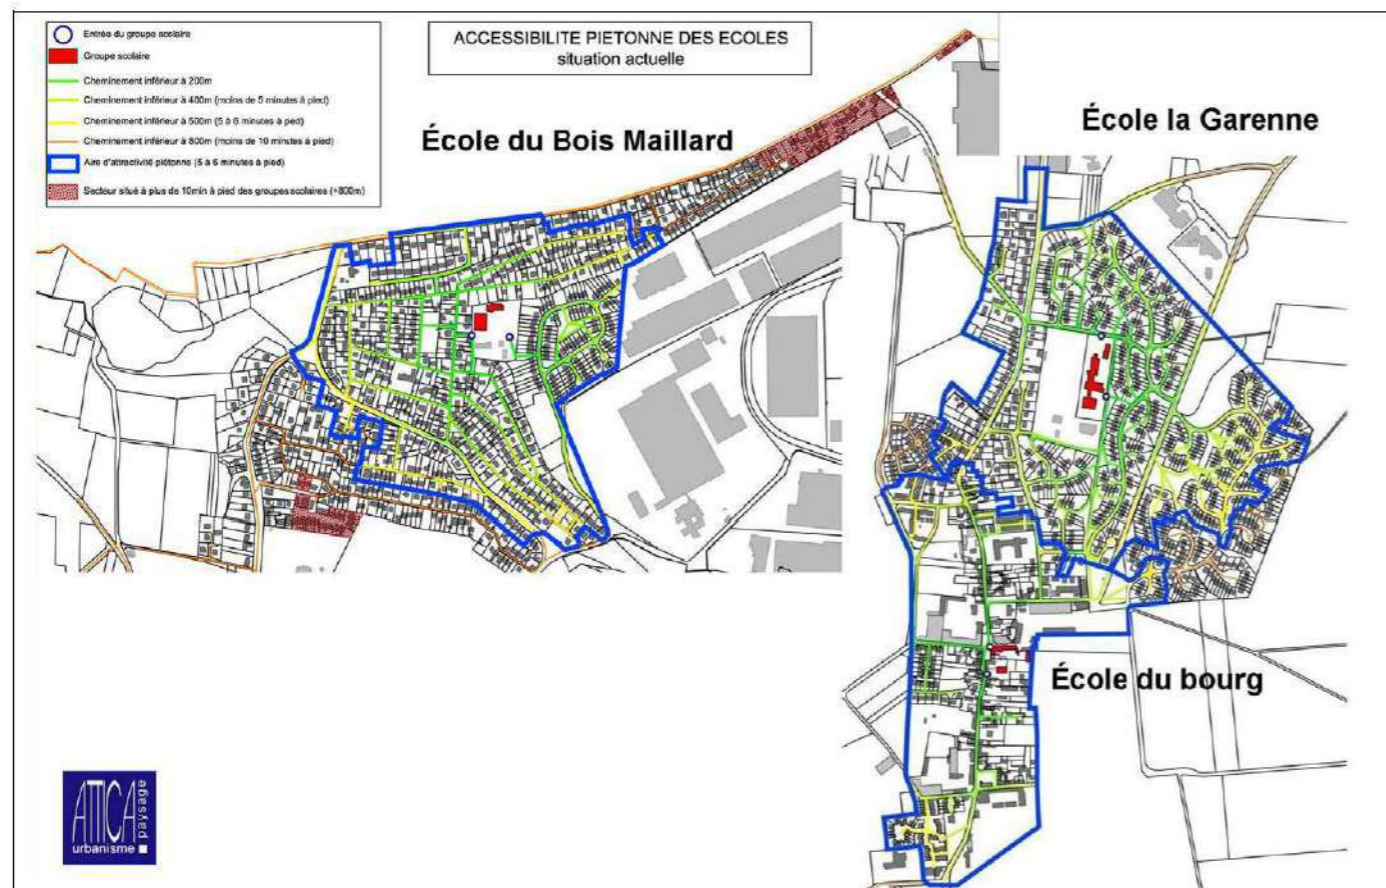 ACCESSIBILITE PIETONNE DES ECOLES
situation actuelle
Entrée du groupe scolaire
Groupe scolaire
Cheminement inférieur à 200m
Cheminement inférieur à 400m (moins de 5 minutes à pied)
Cheminement inférieur à 500m (5 à 6 minutes à pied)
Cheminement inférieur à 800m (moins de 10 minutes à pied)
Aire d'attractivité piétonne (5 à 6 minutes à pied)
Secteur situé à plus de 10min à pied des groupes scolaires (>800m)
École du Bois Maillard
École la Garenne
École du bourg
ATTICA
urbanisme
paysage